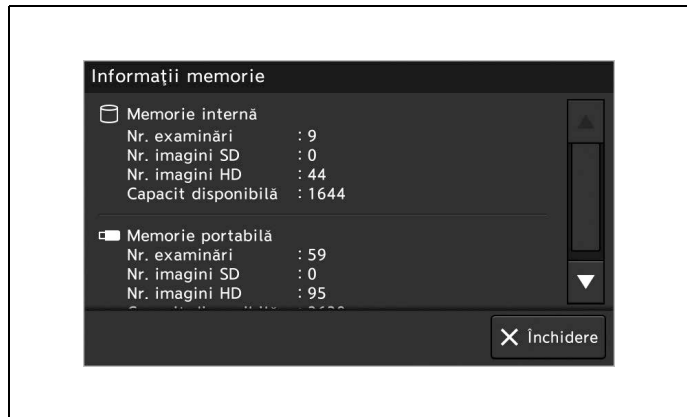 Informaţii memorie
Memorie internă
Nr. examinări : 9
Nr. imagini SD : 0
Nr. imagini HD : 44
Capacit disponibilă : 1644
Memorie portabilă
Nr. examinări : 59
Nr. imagini SD : 0
Nr. imagini HD : 95
Închidere